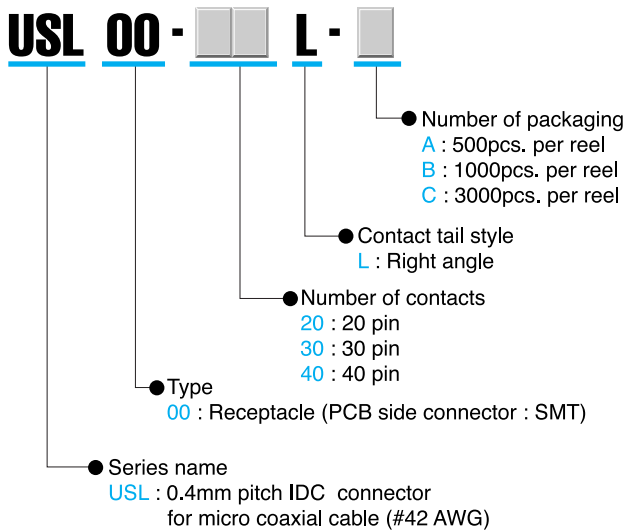 USL 00 - L -
Number of packaging
A : 500pcs. per reel
B : 1000pcs. per reel
C : 3000pcs. per reel
Contact tail style
L : Right angle
Number of contacts
20 : 20 pin
30 : 30 pin
40 : 40 pin
Type
00 : Receptacle (PCB side connector : SMT)
Series name
USL : 0.4mm pitch IDC connector
for micro coaxial cable (#42 AWG)